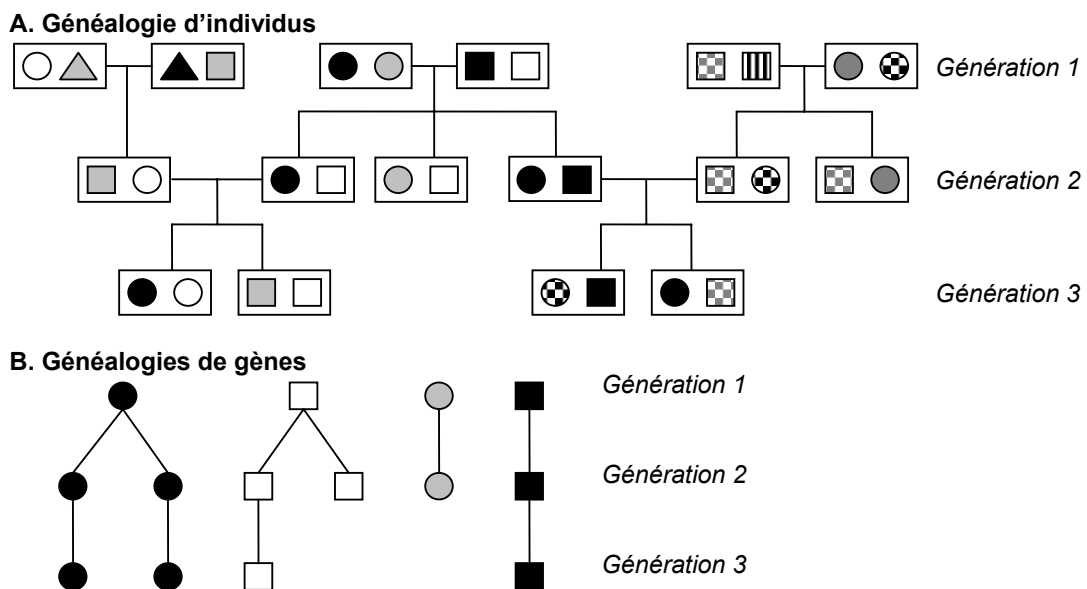 A. Généalogie d'individus
Génération 1
Génération 2
Génération 3
B. Généalogies de gènes
Génération 1
Génération 2
Génération 3